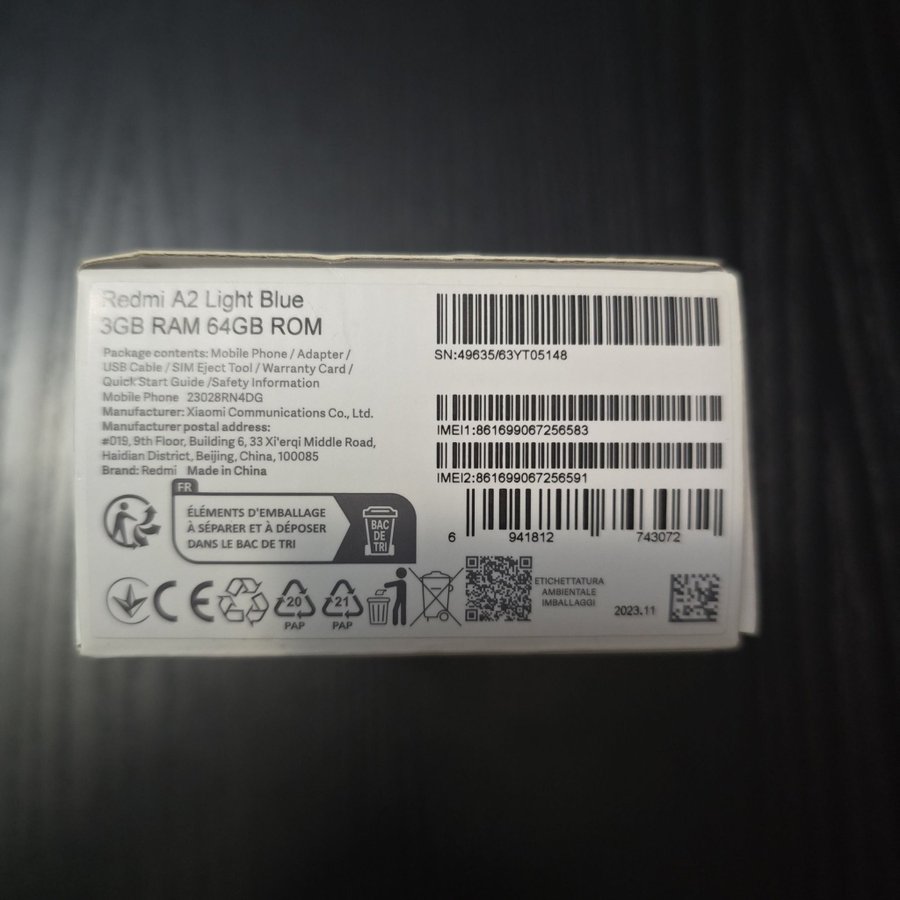 Redmi A2 Light Blue
3GB RAM 64GB ROM
Package contents: Mobile Phone / Adapter /
USB Cable / SIM Eject Tool / Warranty Card /
Quick Start Guide /Safety Information
Mobile Phone 23028RN4DG
Manufacturer: Xiaomi Communications Co., Ltd.
Manufacturer postal address:
#019, 9th Floor, Building 6, 33 Xi'erqi Middle Road,
Haidian District, Beijing, China, 100085
Brand: Redmi Made in China
FR
ÉLÉMENTS D'EMBALLAGE
À SÉPARER ET À DÉPOSER
DANS LE BAC DE TRI
BAC
DE
TRI
CE
20
PAP
21
PAP
SN:49635/63YT05148
IMEI1:861699067256583
IMEI2:861699067256591
6 941812 743072
ETICHETTATURA
AMBIENTALE
IMBALLAGGI
2023.11